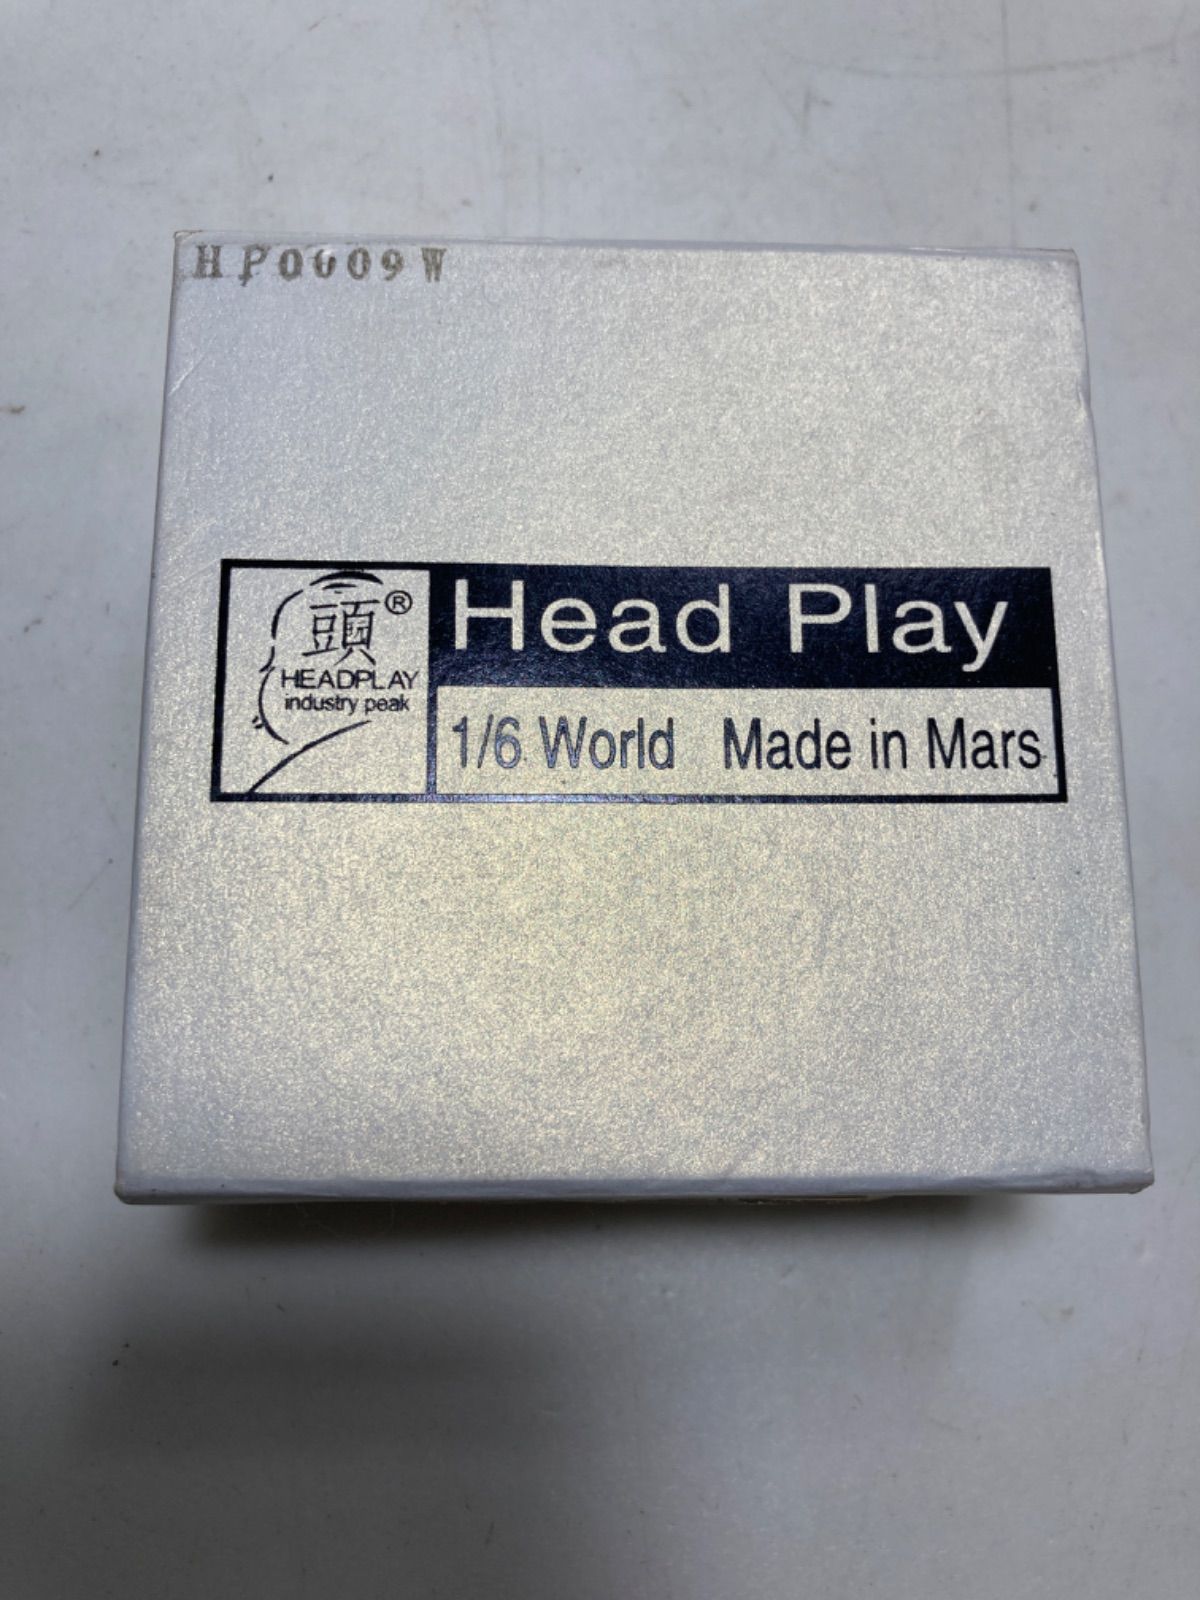 HP0009W
頭®
HEADPLAY
industry peak
Head Play
1/6 World Made in Mars